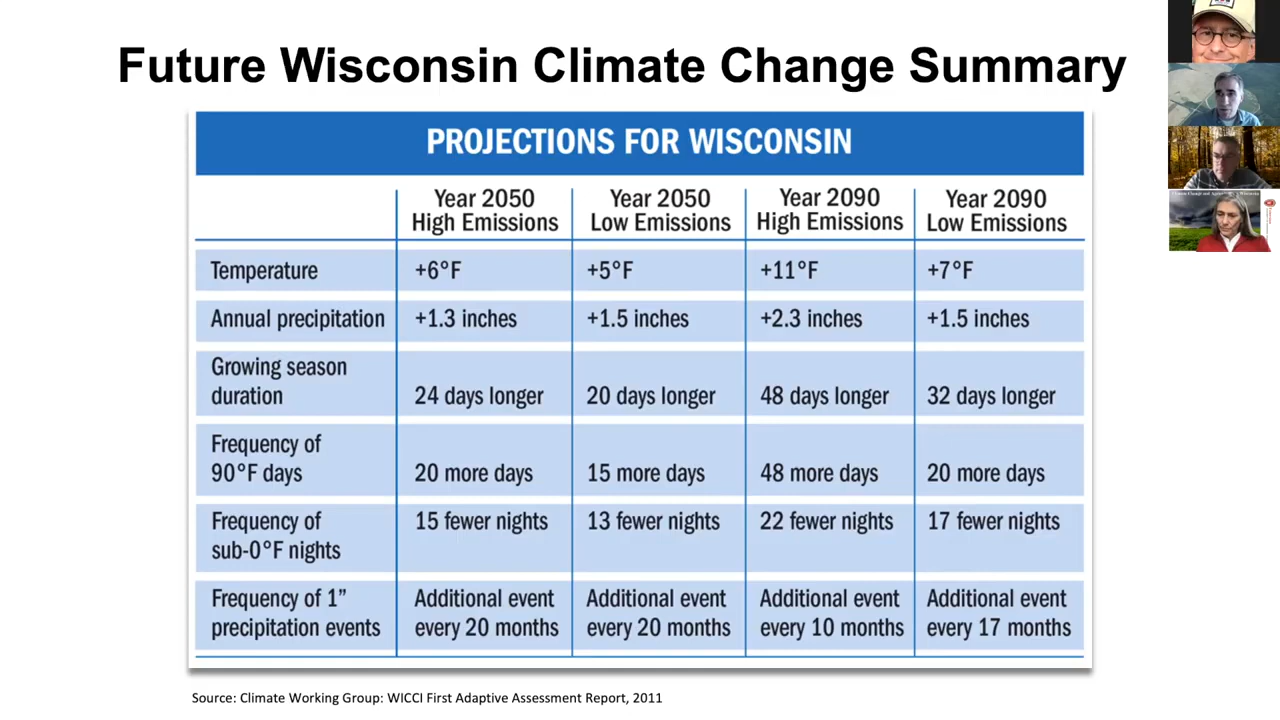 Future Wisconsin Climate Change Summary
PROJECTIONS FOR WISCONSIN
Year 2050 High Emissions
Year 2050 Low Emissions
Year 2090 High Emissions
Year 2090 Low Emissions
Temperature +6°F +5°F +11°F +7°F
Annual precipitation +1.3 inches +1.5 inches +2.3 inches +1.5 inches
Growing season duration 24 days longer 20 days longer 48 days longer 32 days longer
Frequency of 90°F days 20 more days 15 more days 48 more days 20 more days
Frequency of sub-0°F nights 15 fewer nights 13 fewer nights 22 fewer nights 17 fewer nights
Frequency of 1” precipitation events Additional event every 20 months Additional event every 20 months Additional event every 10 months Additional event every 17 months
Source: Climate Working Group: WICCI First Adaptive Assessment Report, 2011